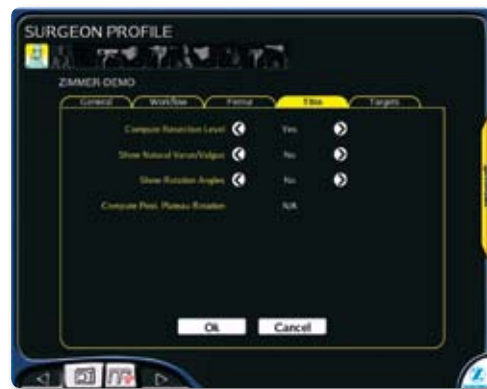 SURGEON PROFILE
ZIMMER-DEMO
General Workflow Femur Tibia Targets
Compute Resection Level Yes
Show Natural Varus/Valgus No
Show Rotation Angles No
Compute Post. Plateau Rotation N/A
Ok Cancel